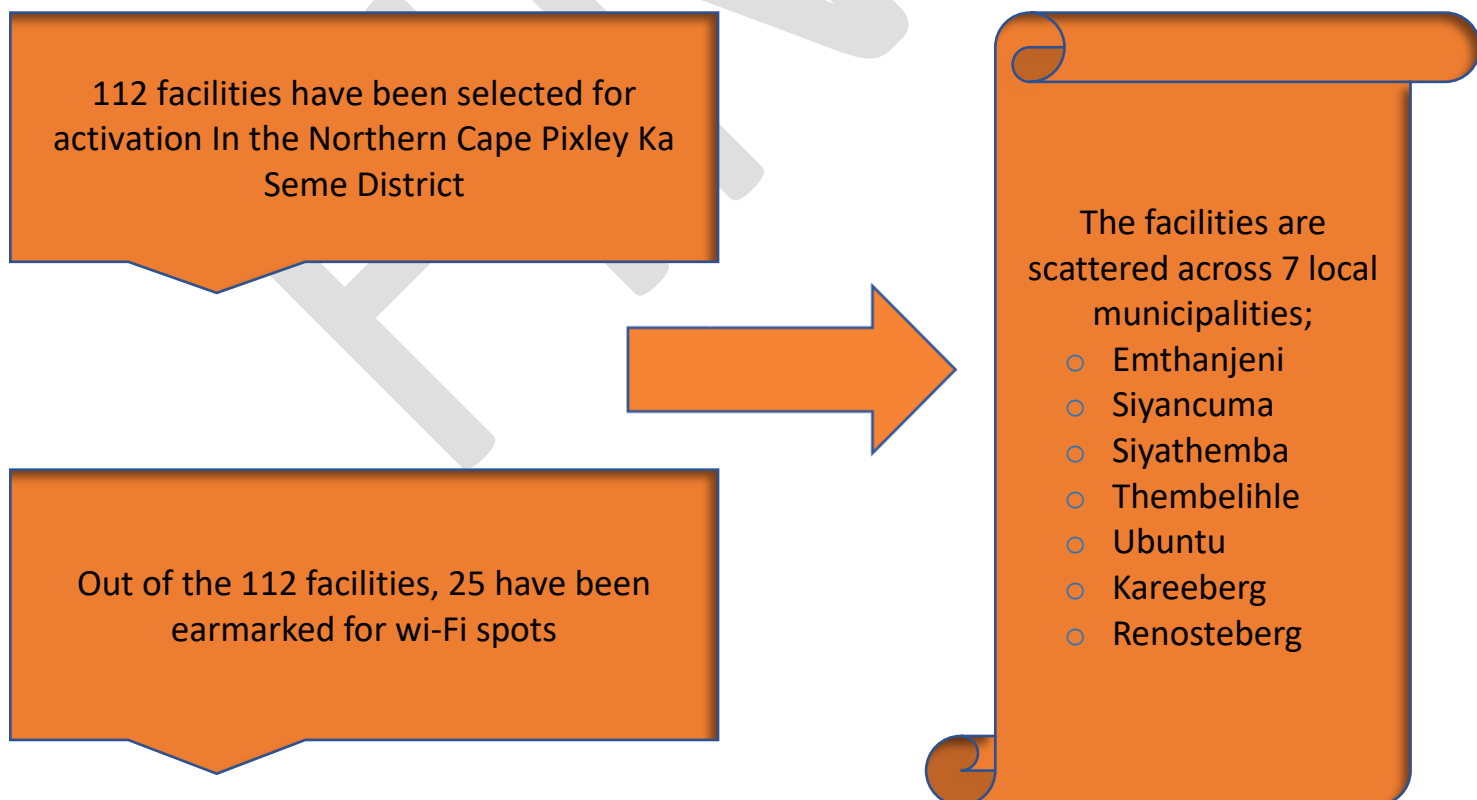 112 facilities have been selected for
activation In the Northern Cape Pixley Ka
Seme District
Out of the 112 facilities, 25 have been
earmarked for wi-Fi spots
The facilities are
scattered across 7 local
municipalities;
o Emthanjeni
o Siyancuma
o Siyathemba
o Thembelihle
o Ubuntu
o Kareeberg
o Renosteberg